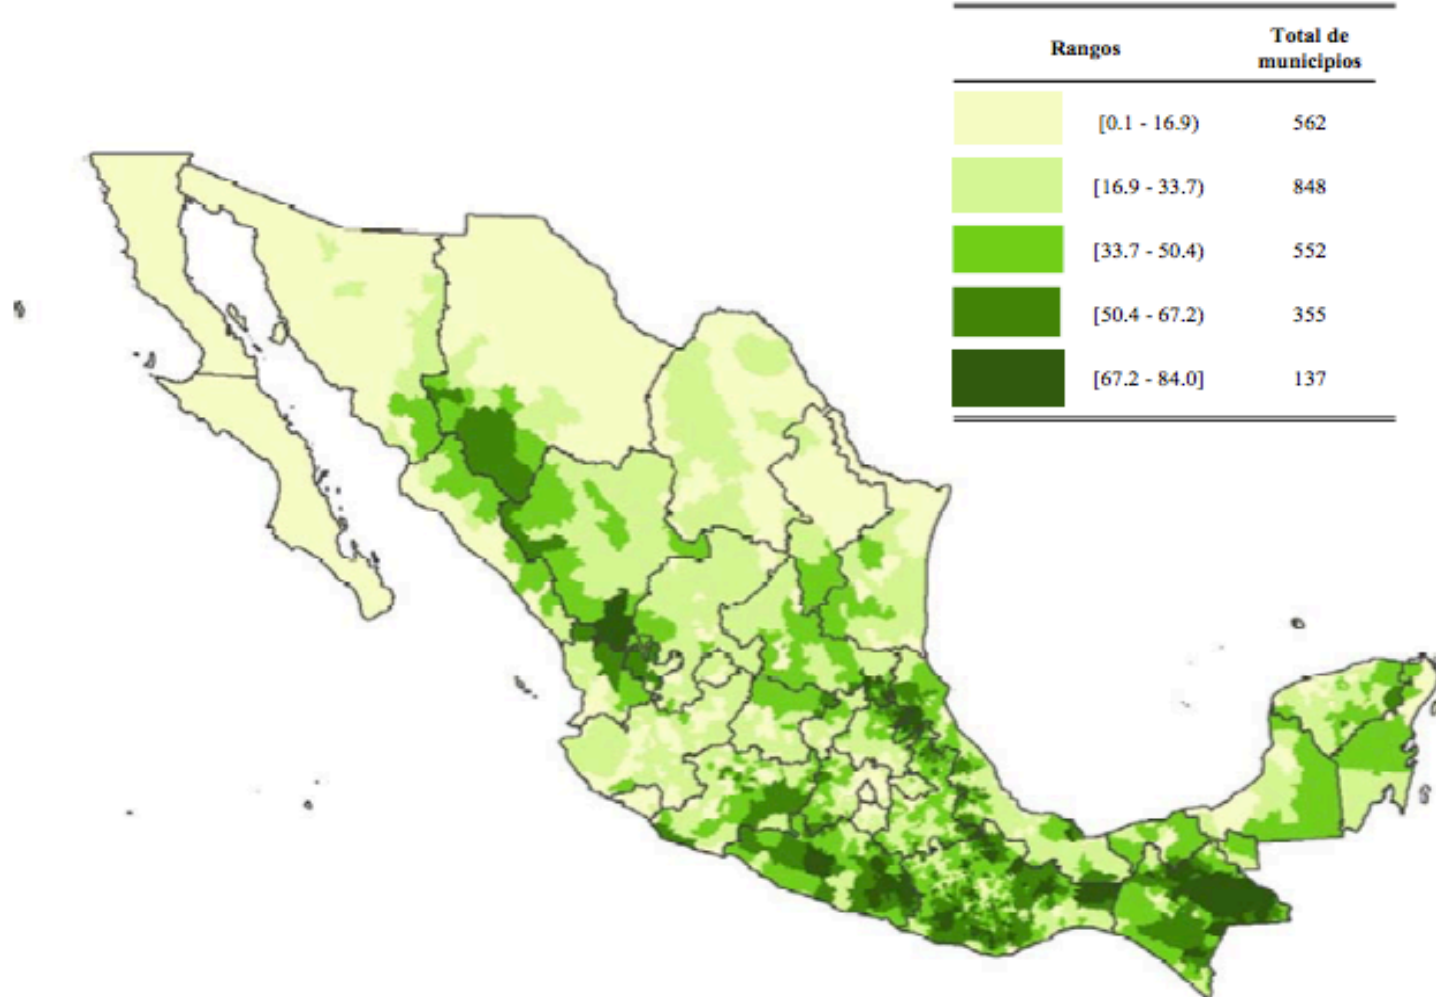 Rangos Total de municipios
[0.1 - 16.9) 562
[16.9 - 33.7) 848
[33.7 - 50.4) 552
[50.4 - 67.2) 355
[67.2 - 84.0] 137